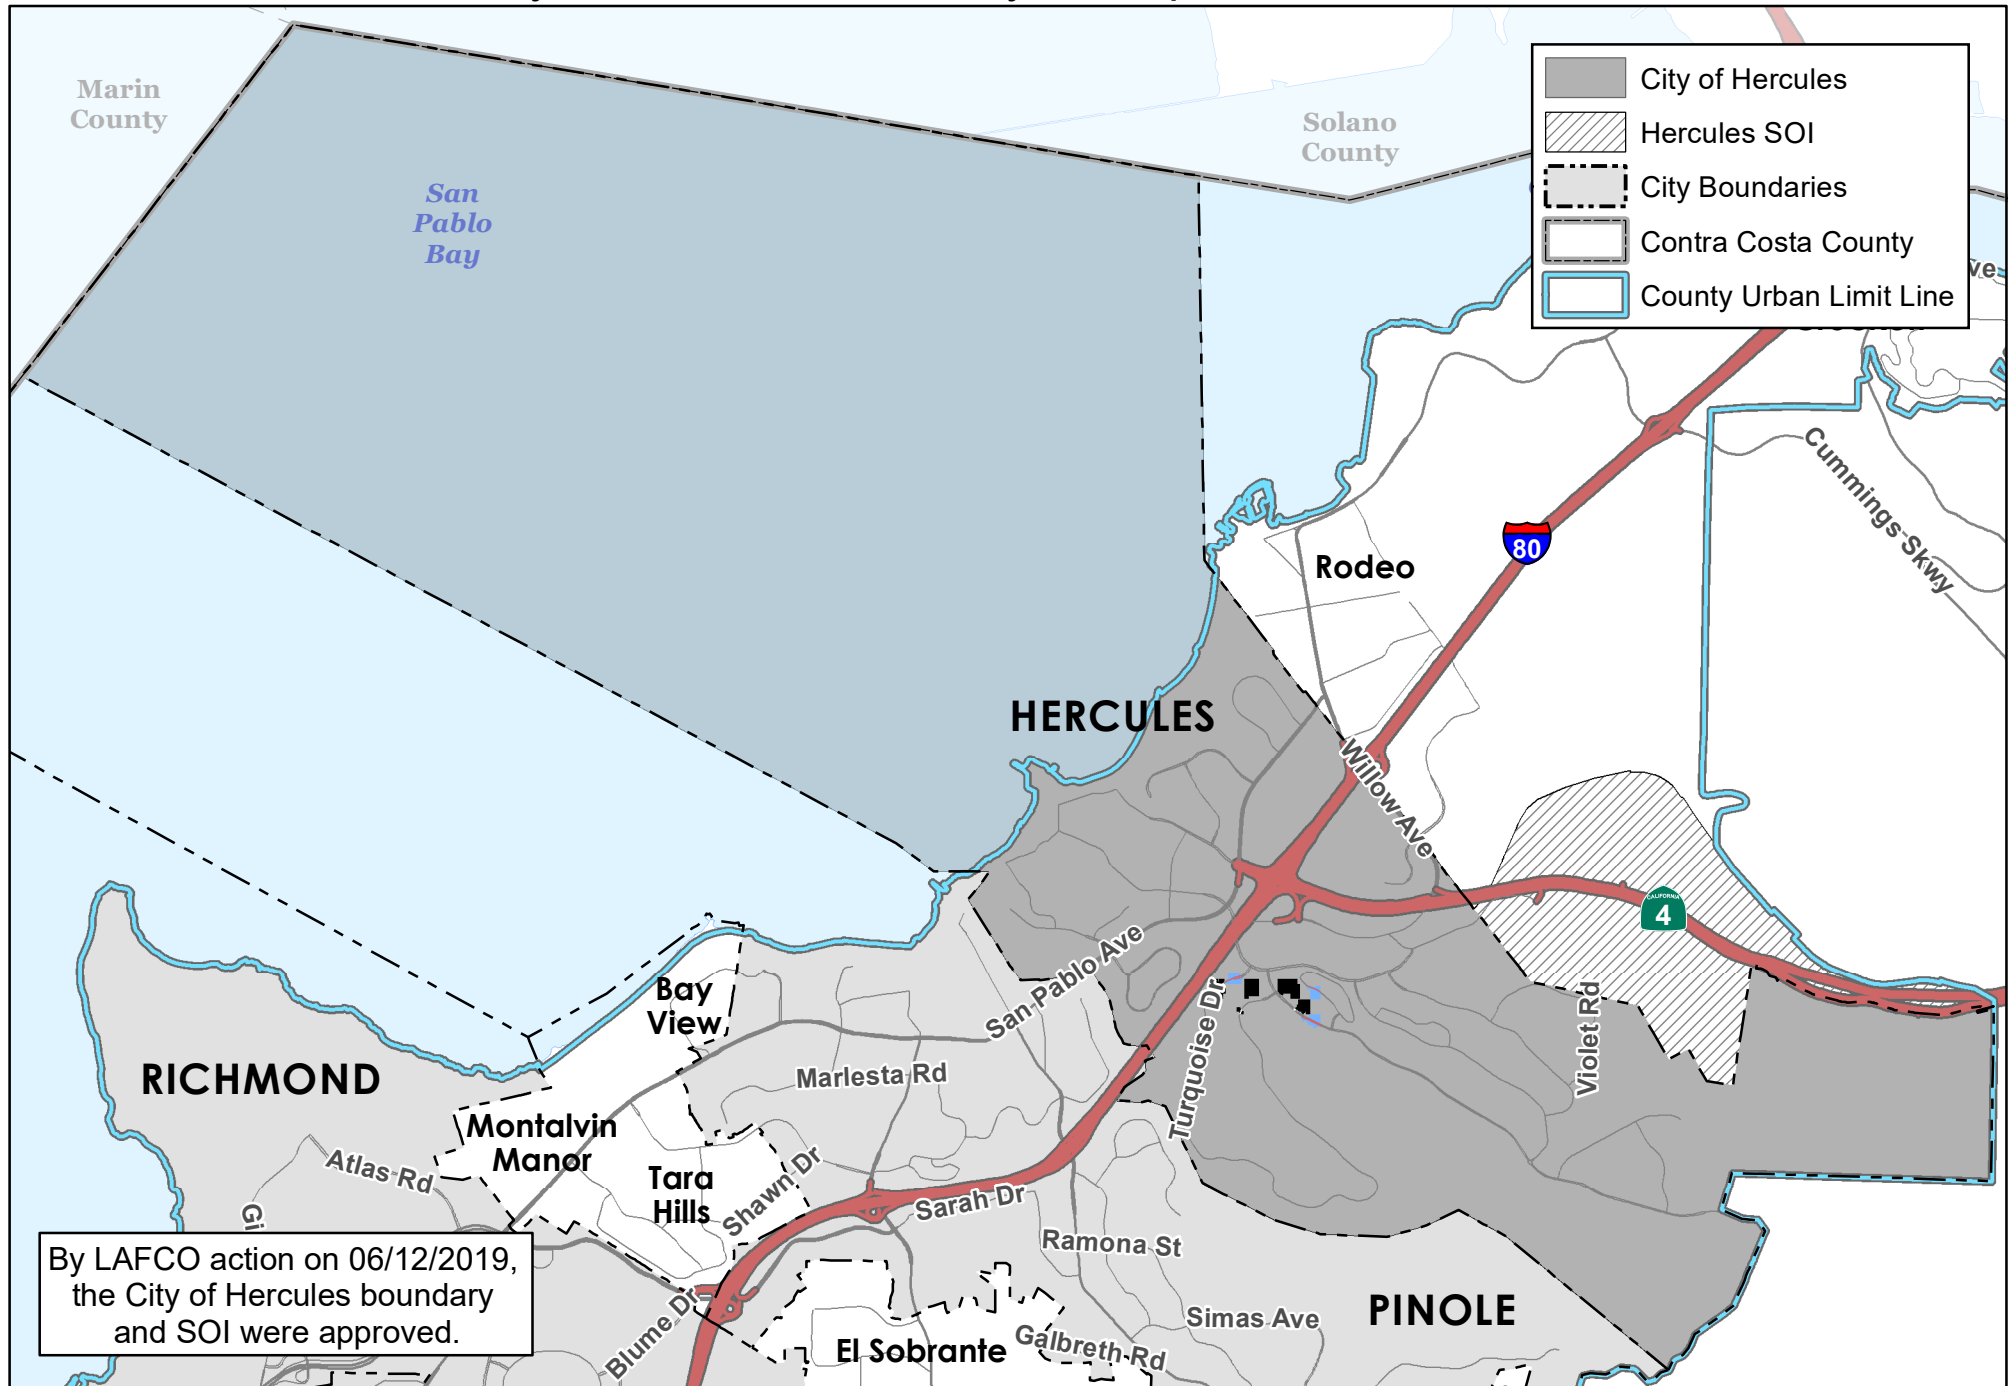 Marin
County
San
Pablo
Bay
Solano
County
City of Hercules
Hercules SOI
City Boundaries
Contra Costa County
County Urban Limit Line
Cummings Skwy
80
Rodeo
HERCULES
Willow Ave
CALIFORNIA
4
San Pablo Ave
Bay
View
Turquoise Dr
Violet Rd
RICHMOND
Marlesta Rd
Montalvin
Manor
Atlas Rd
Tara
Hills
Shawn Dr
Sarah Dr
Ramona St
Gi
By LAFCO action on 06/12/2019,
the City of Hercules boundary
and SOI were approved.
Blume Dr
El Sobrante
Galbreth Rd
Simas Ave
PINOLE